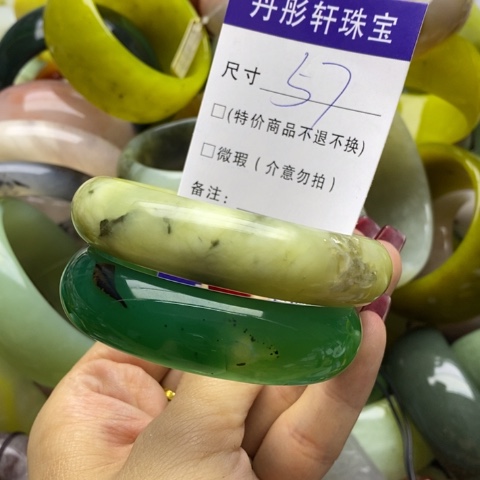 丹彤轩珠宝
尺寸 57
□(特价商品不退不换)
□微瑕（介意勿拍）
备注: